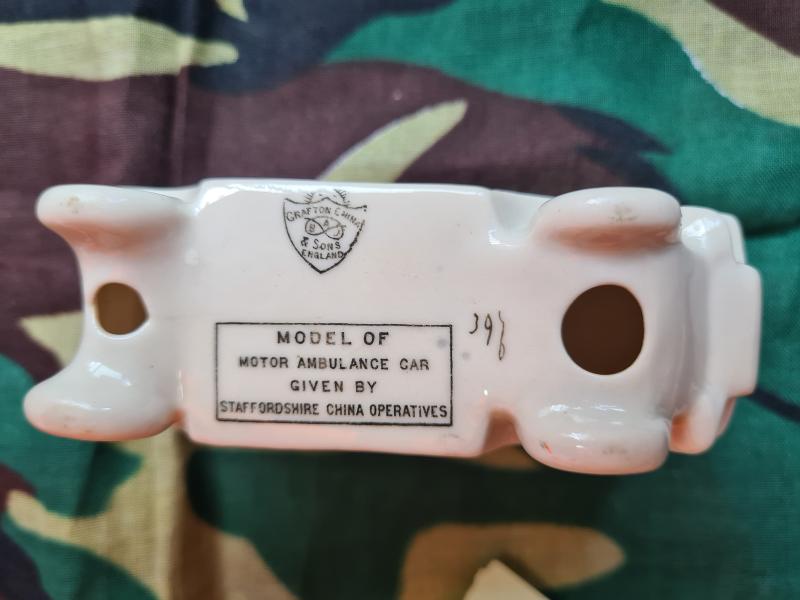 GRAFTON CHINA
B A J
& SONS
ENGLAND
MODEL OF
MOTOR AMBULANCE CAR
GIVEN BY
STAFFORDSHIRE CHINA OPERATIVES